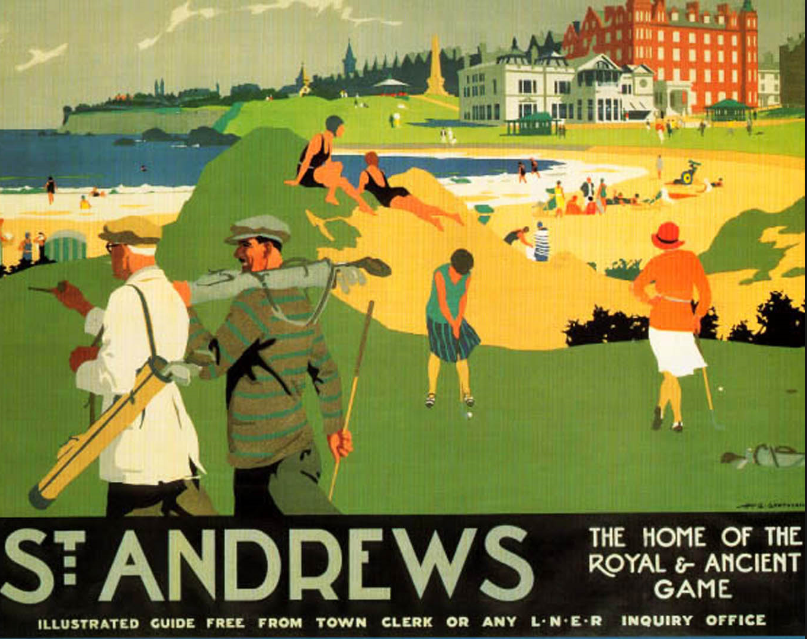 ST ANDREWS
THE HOME OF THE
ROYAL & ANCIENT
GAME
ILLUSTRATED GUIDE FREE FROM TOWN CLERK OR ANY L·N·E·R INQUIRY OFFICE